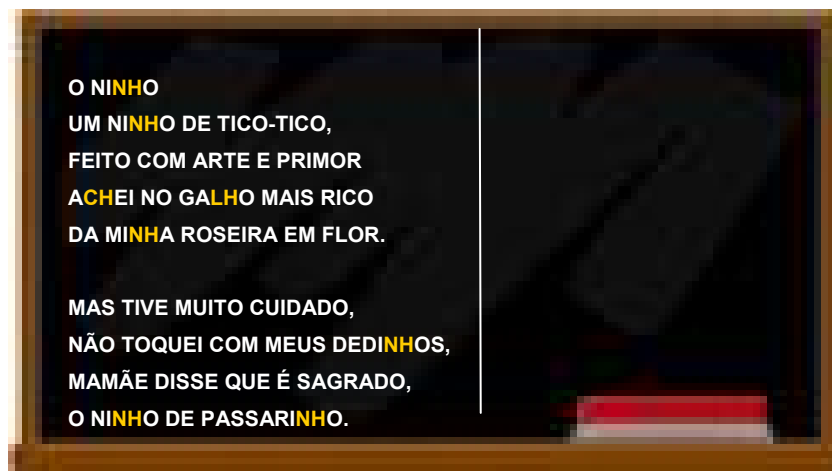 O NINHO
UM NINHO DE TICO-TICO,
FEITO COM ARTE E PRIMOR
ACHEI NO GALHO MAIS RICO
DA MINHA ROSEIRA EM FLOR.
MAS TIVE MUITO CUIDADO,
NÃO TOQUEI COM MEUS DEDINHOS,
MAMÃE DISSE QUE É SAGRADO,
O NINHO DE PASSARINHO.